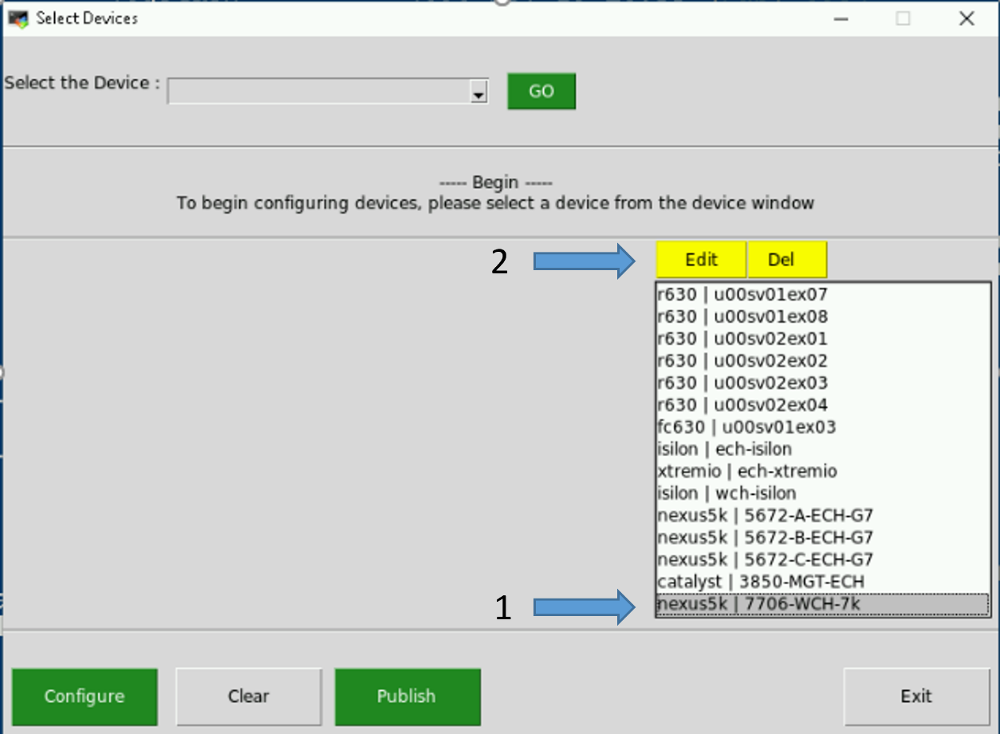 Select Devices
Select the Device :
GO
----- Begin -----
To begin configuring devices, please select a device from the device window
2
Edit
Del
r630 | u00sv01ex07
r630 | u00sv01ex08
r630 | u00sv02ex01
r630 | u00sv02ex02
r630 | u00sv02ex03
r630 | u00sv02ex04
fc630 | u00sv01ex03
isilon | ech-isilon
xtremio | ech-xtremio
isilon | wch-isilon
nexus5k | 5672-A-ECH-G7
nexus5k | 5672-B-ECH-G7
nexus5k | 5672-C-ECH-G7
catalyst | 3850-MGT-ECH
1
nexus5k | 7706-WCH-7k
Configure
Clear
Publish
Exit